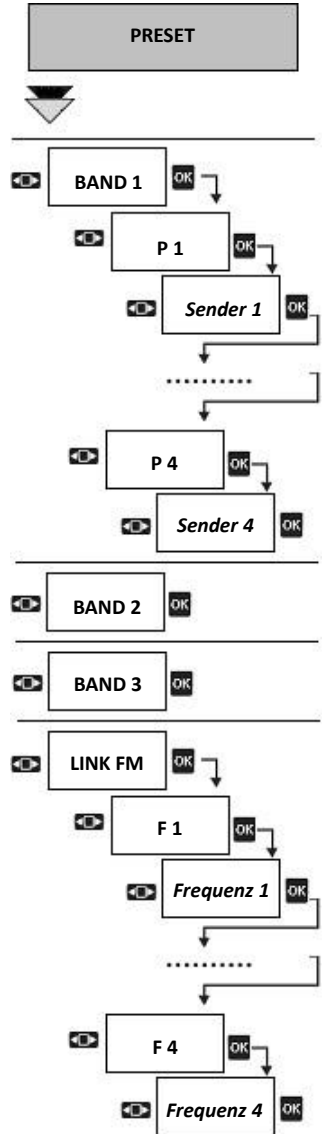 PRESET
BAND 1 OK
P 1 OK
Sender 1 OK
..........
P 4 OK
Sender 4 OK
BAND 2 OK
BAND 3 OK
LINK FM OK
F 1 OK
Frequenz 1 OK
..........
F 4 OK
Frequenz 4 OK